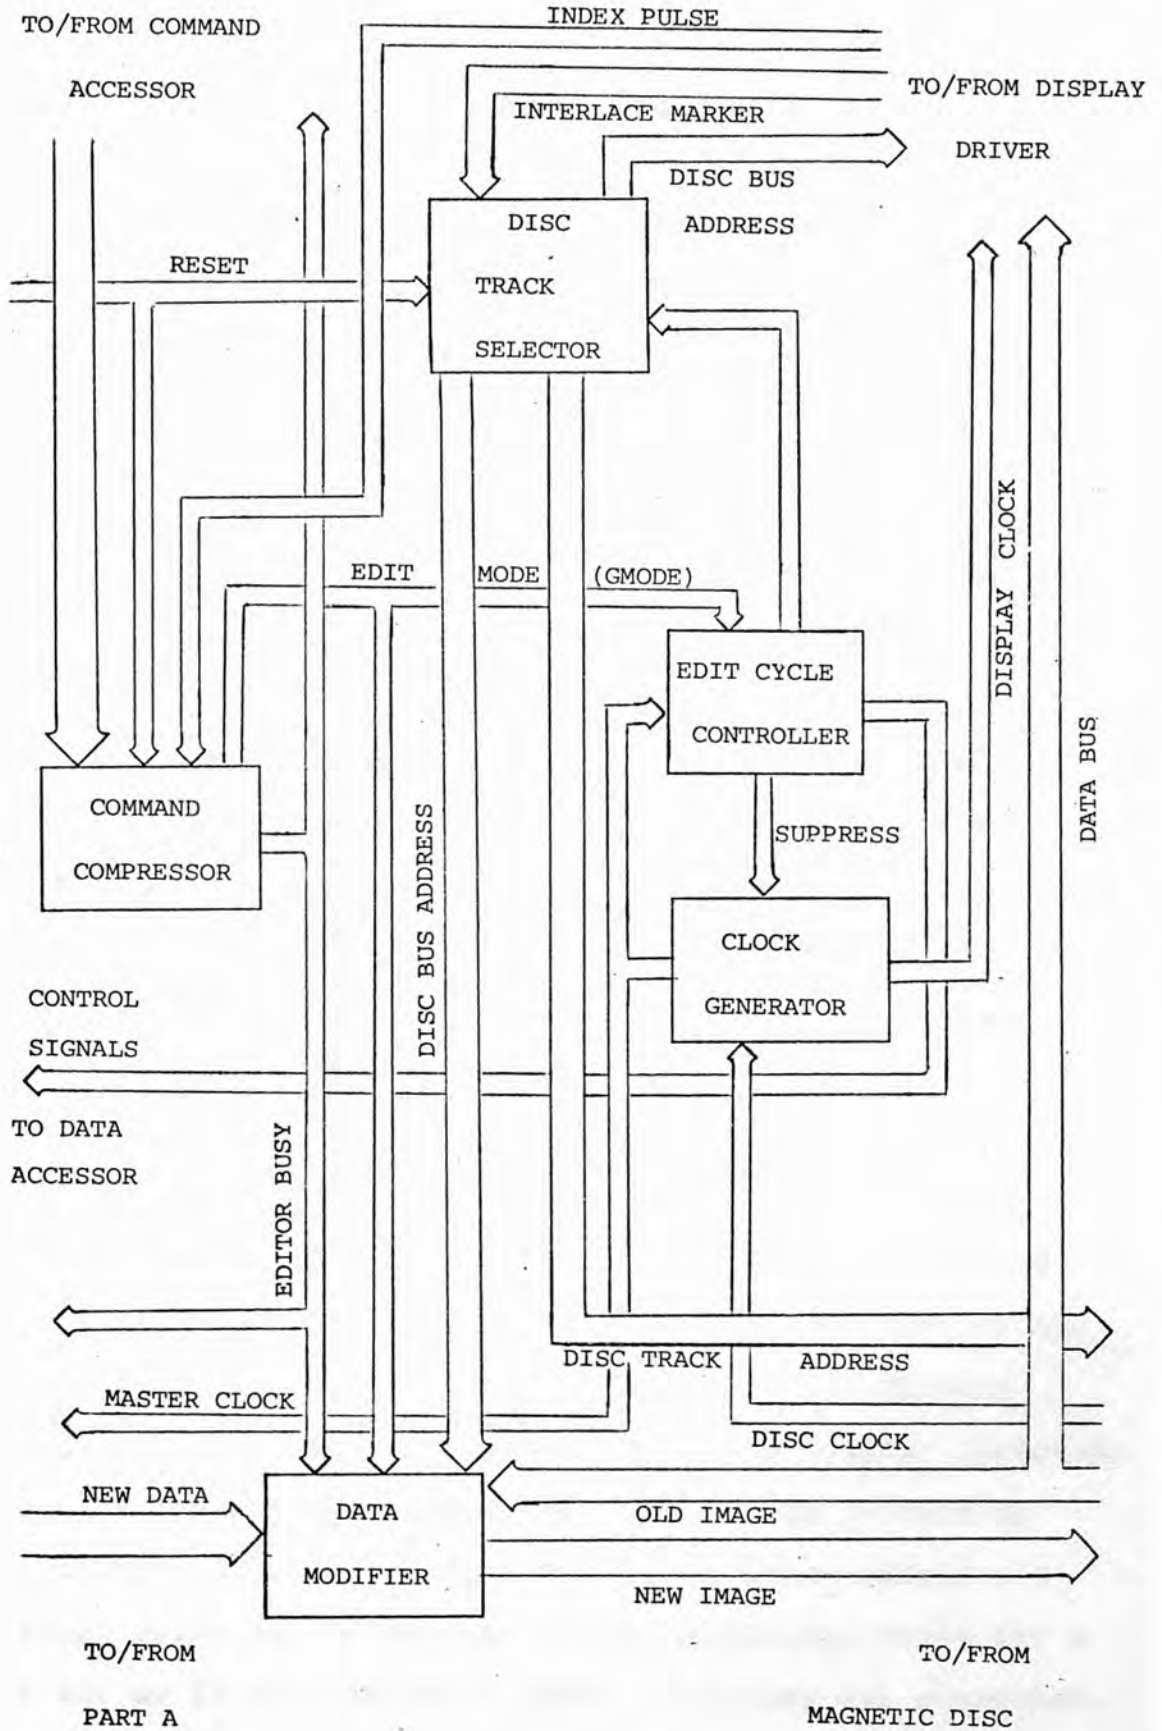 INDEX PULSE
TO/FROM COMMAND
ACCESSOR
TO/FROM DISPLAY
DRIVER
INTERLACE MARKER
DISC BUS
ADDRESS
DISC
TRACK
SELECTOR
RESET
EDIT MODE (GMODE)
DISPLAY CLOCK
DATA BUS
EDIT CYCLE
CONTROLLER
SUPPRESS
COMMAND
COMPRESSOR
DISC BUS ADDRESS
CLOCK
GENERATOR
CONTROL
SIGNALS
TO DATA
ACCESSOR
EDITOR BUSY
DISC TRACK ADDRESS
MASTER CLOCK
DISC CLOCK
NEW DATA
DATA
MODIFIER
OLD IMAGE
NEW IMAGE
TO/FROM
PART A
TO/FROM
MAGNETIC DISC